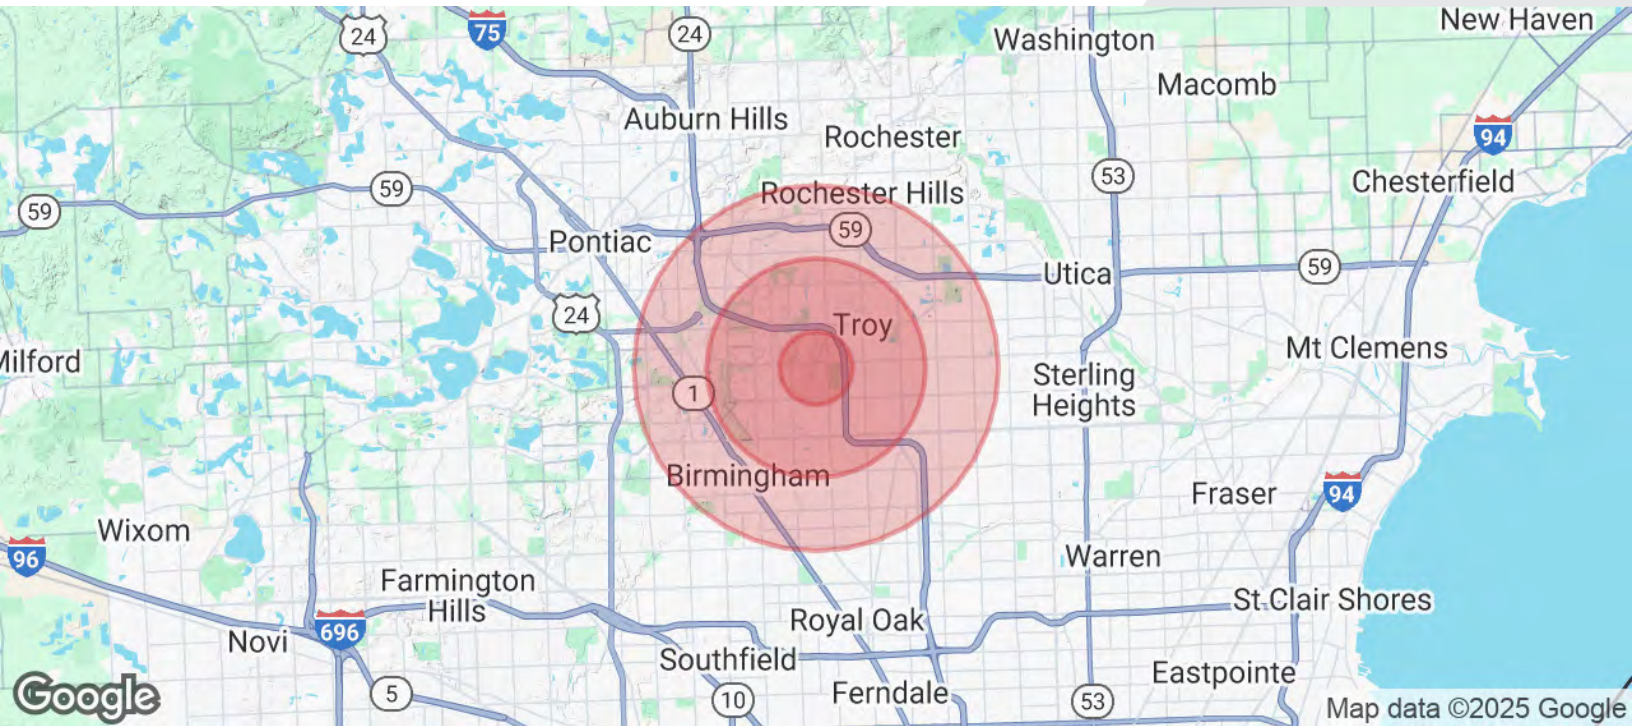 New Haven
24
75
24
Washington
Macomb
Auburn Hills
Rochester
94
53
Chesterfield
59
59
Rochester Hills
59
Pontiac
Utica
59
24
Troy
Mt Clemens
Milford
Sterling
Heights
1
Birmingham
Fraser
94
Wixom
96
Warren
Farmington
Hills
St Clair Shores
Royal Oak
696
Novi
Southfield
Eastpointe
Google
5
10
Ferndale
53
Map data ©2025 Google